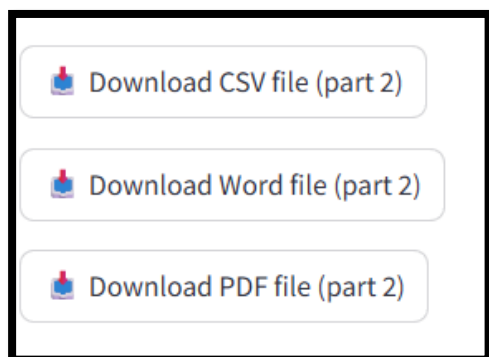 Download CSV file (part 2)
Download Word file (part 2)
Download PDF file (part 2)